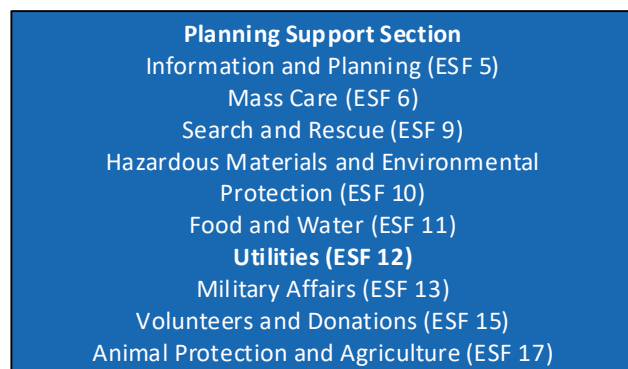 Planning Support Section
Information and Planning (ESF 5)
Mass Care (ESF 6)
Search and Rescue (ESF 9)
Hazardous Materials and Environmental
Protection (ESF 10)
Food and Water (ESF 11)
Utilities (ESF 12)
Military Affairs (ESF 13)
Volunteers and Donations (ESF 15)
Animal Protection and Agriculture (ESF 17)